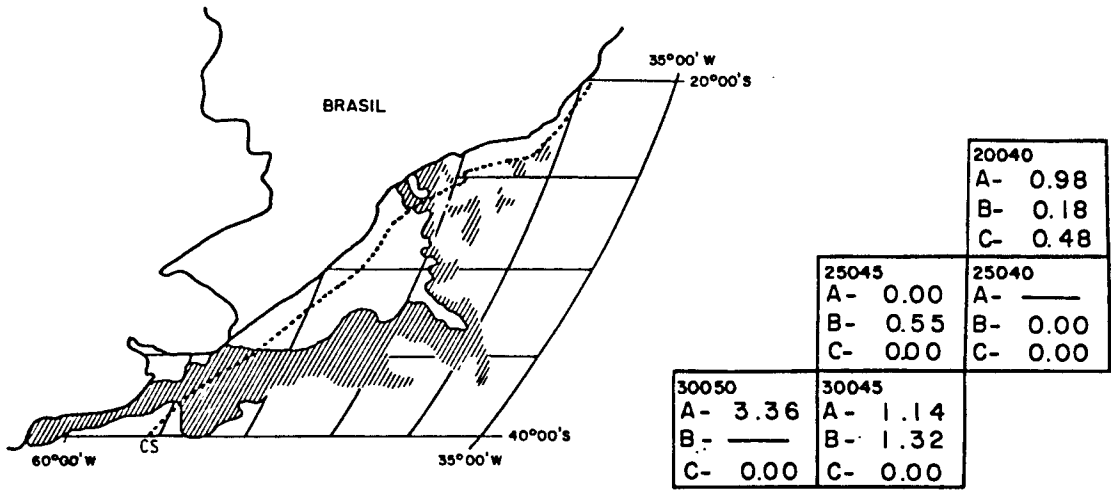 35°00' W
20°00'S
BRASIL
40°00'S
CS
60°00'W
35°00'W
20040
A- 0.98
B- 0.18
C- 0.48
25045
A- 0.00
B- 0.55
C- 0.00
25040
A- —
B- 0.00
C- 0.00
30050
A- 3.36
B- —
C- 0.00
30045
A- 1.14
B- 1.32
C- 0.00